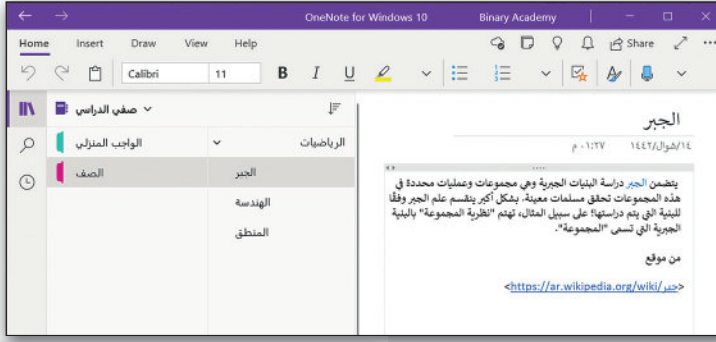 OneNote for Windows 10
Binary Academy
Home Insert Draw View Help Share
Calibri 11 B I U
صفي الدراسي
الواجب المنزلي
الصف
الرياضيات
الجبر
الهندسة
المنطق
الجبر
١٤/شوال/١٤٤٢ ٠١:٢٧ م
يتضمن الجبر دراسة البنيات الجبرية وهي مجموعات وعمليات محددة في
هذه المجموعات تحقق مسلمات معينة. بشكل أكبر ينقسم علم الجبر وفقًا
للبنية التي يتم دراستها؛ على سبيل المثال، تهتم "نظرية المجموعة" بالبنية
الجبرية التي تسمى "المجموعة".
من موقع
<https://ar.wikipedia.org/wiki/جبر>